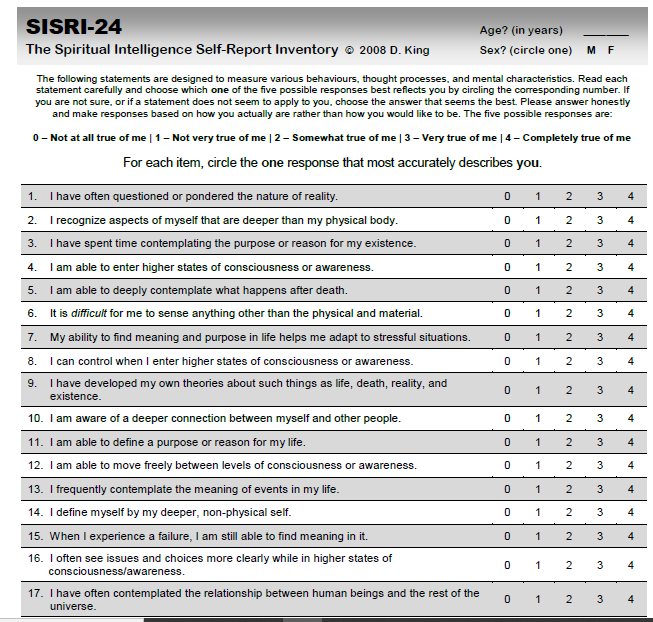 SISRI-24
Age? (in years) ______
The Spiritual Intelligence Self-Report Inventory © 2008 D. King
Sex? (circle one) M F
The following statements are designed to measure various behaviours, thought processes, and mental characteristics. Read each
statement carefully and choose which one of the five possible responses best reflects you by circling the corresponding number. If
you are not sure, or if a statement does not seem to apply to you, choose the answer that seems the best. Please answer honestly
and make responses based on how you actually are rather than how you would like to be. The five possible responses are:
0 – Not at all true of me | 1 – Not very true of me | 2 – Somewhat true of me | 3 – Very true of me | 4 – Completely true of me
For each item, circle the one response that most accurately describes you.
1. I have often questioned or pondered the nature of reality. 0 1 2 3 4
2. I recognize aspects of myself that are deeper than my physical body. 0 1 2 3 4
3. I have spent time contemplating the purpose or reason for my existence. 0 1 2 3 4
4. I am able to enter higher states of consciousness or awareness. 0 1 2 3 4
5. I am able to deeply contemplate what happens after death. 0 1 2 3 4
6. It is difficult for me to sense anything other than the physical and material. 0 1 2 3 4
7. My ability to find meaning and purpose in life helps me adapt to stressful situations. 0 1 2 3 4
8. I can control when I enter higher states of consciousness or awareness. 0 1 2 3 4
9. I have developed my own theories about such things as life, death, reality, and
existence. 0 1 2 3 4
10. I am aware of a deeper connection between myself and other people. 0 1 2 3 4
11. I am able to define a purpose or reason for my life. 0 1 2 3 4
12. I am able to move freely between levels of consciousness or awareness. 0 1 2 3 4
13. I frequently contemplate the meaning of events in my life. 0 1 2 3 4
14. I define myself by my deeper, non-physical self. 0 1 2 3 4
15. When I experience a failure, I am still able to find meaning in it. 0 1 2 3 4
16. I often see issues and choices more clearly while in higher states of
consciousness/awareness. 0 1 2 3 4
17. I have often contemplated the relationship between human beings and the rest of the
universe. 0 1 2 3 4